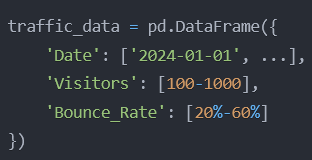 traffic_data = pd.DataFrame({
    'Date': ['2024-01-01', ...],
    'Visitors': [100-1000],
    'Bounce_Rate': [20%-60%]
})